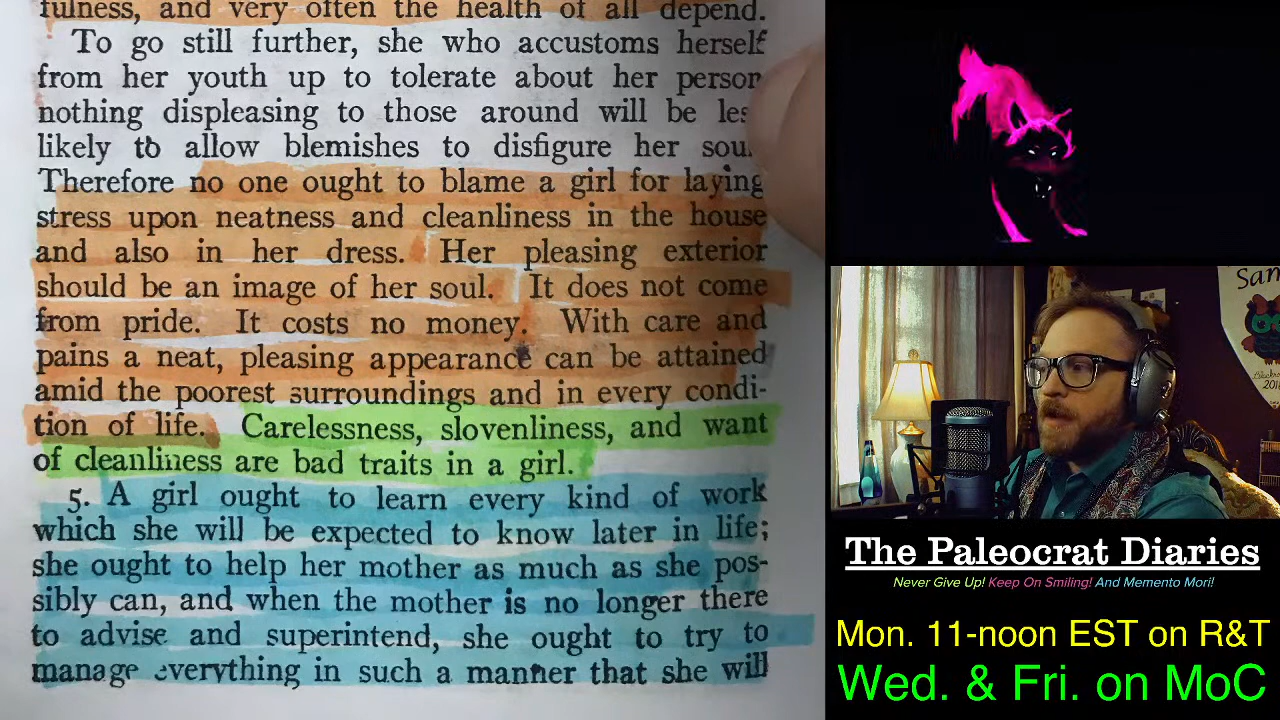 fulness, and very often the health of all depend.
To go still further, she who accustoms herself
from her youth up to tolerate about her person
nothing displeasing to those around will be les
likely to allow blemishes to disfigure her soul.
Therefore no one ought to blame a girl for laying
stress upon neatness and cleanliness in the house
and also in her dress. Her pleasing exterior
should be an image of her soul. It does not come
from pride. It costs no money. With care and
pains a neat, pleasing appearance can be attained
amid the poorest surroundings and in every condi-
tion of life. Carelessness, slovenliness, and want
of cleanliness are bad traits in a girl.
5. A girl ought to learn every kind of work
which she will be expected to know later in life;
she ought to help her mother as much as she pos-
sibly can, and when the mother is no longer there
to advise and superintend, she ought to try to
manage everything in such a manner that she will
San
201
The Paleocrat Diaries
Never Give Up! Keep On Smiling! And Memento Mori!
Mon. 11-noon EST on R&T
Wed. & Fri. on MoC